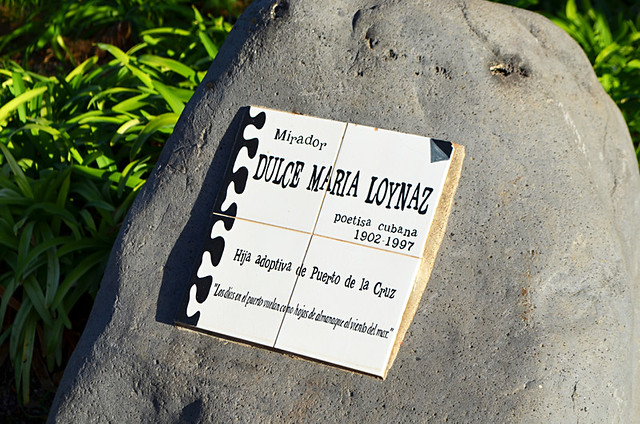 Mirador
DULCE MARIA LOYNAZ
poetisa cubana
1902-1997
Hija adoptiva de Puerto de la Cruz
"Los dias en el puerto vuelan como hojas de almanaque al viento del mar."